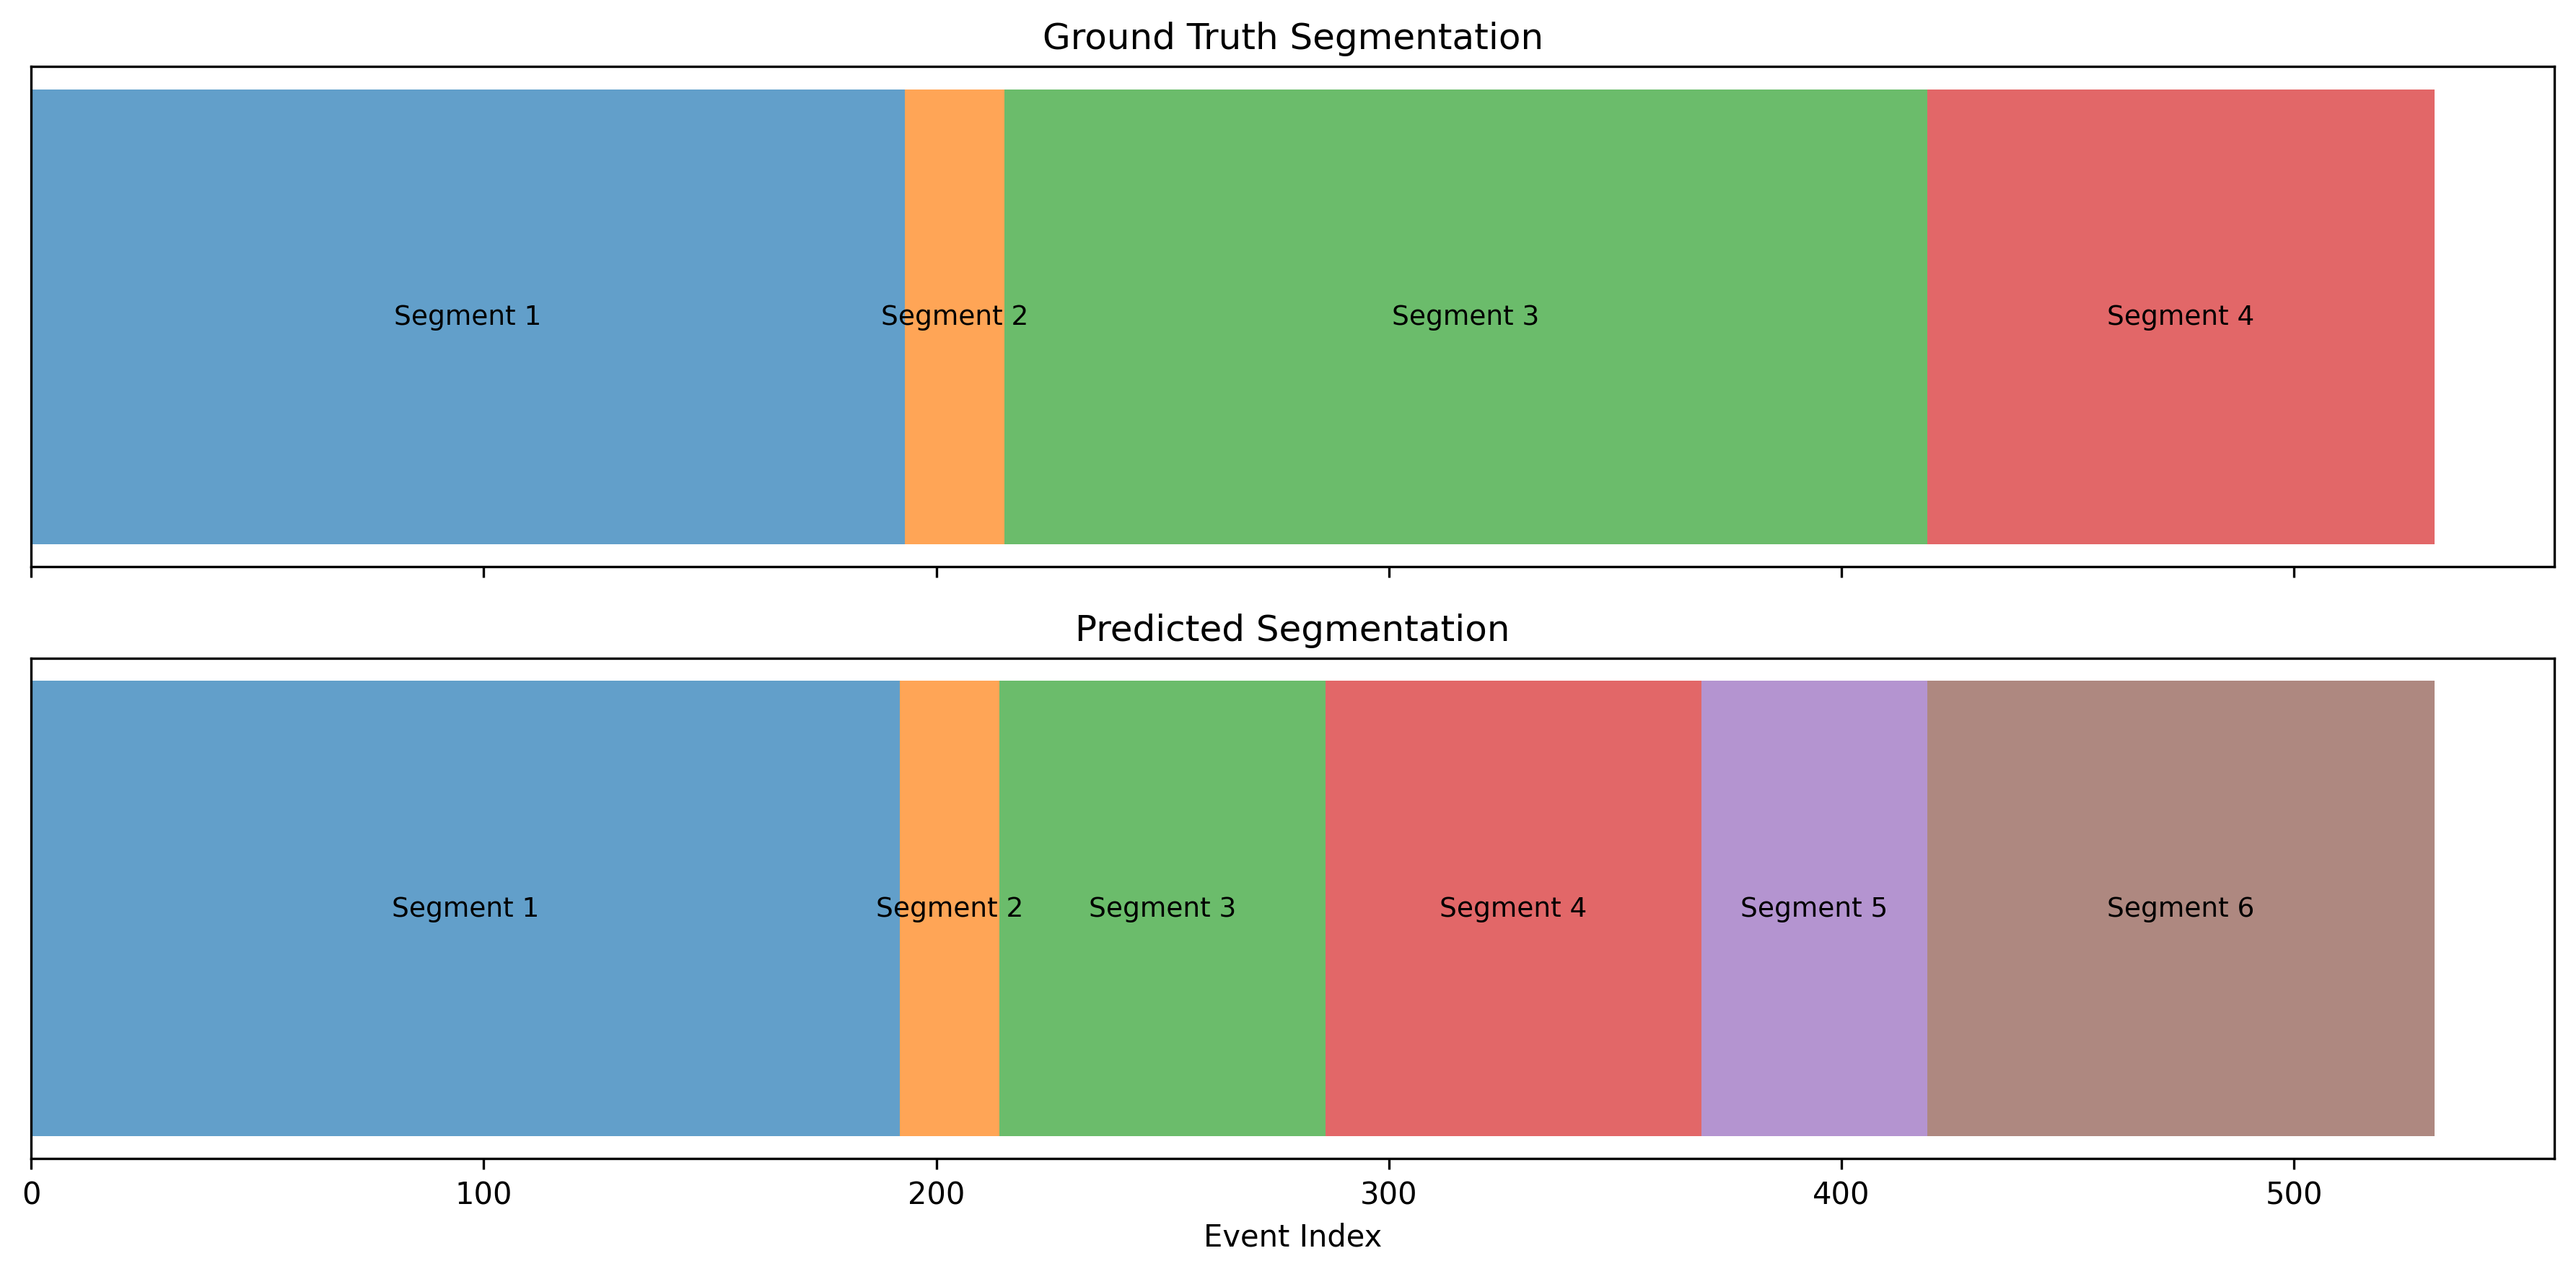 Ground Truth Segmentation
Segment 1 Segment 2 Segment 3 Segment 4
Predicted Segmentation
Segment 1 Segment 2 Segment 3 Segment 4 Segment 5 Segment 6
0 100 200 300 400 500
Event Index